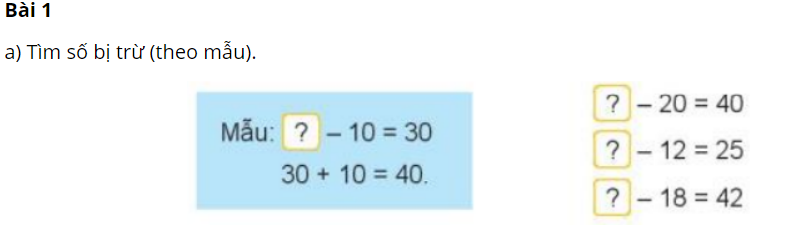 Bài 1
a) Tìm số bị trừ (theo mẫu).
Mẫu: ? – 10 = 30
30 + 10 = 40.
? – 20 = 40
? – 12 = 25
? – 18 = 42